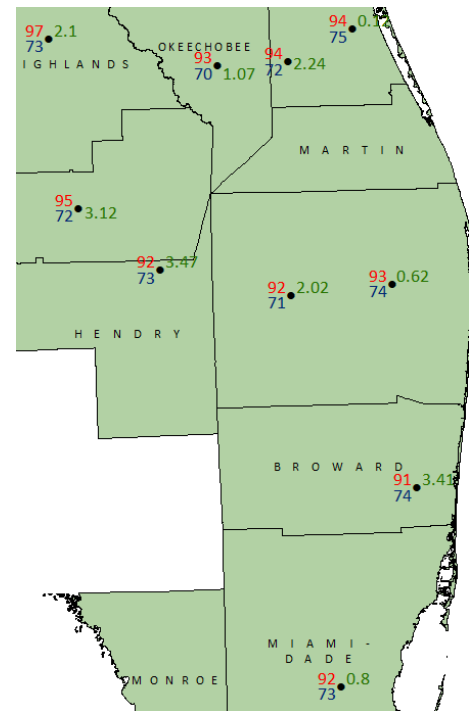 97 2.1
73
IGHLANDS
OKEECHOBEE
93
70 1.07
94
72 2.24
94
75
MARTIN
95
72 3.12
92 3.47
73
HENDRY
92 2.02
71
93 0.62
74
BROWARD
91 3.41
74
MIAMI-
DADE
MONROE
92 0.8
73